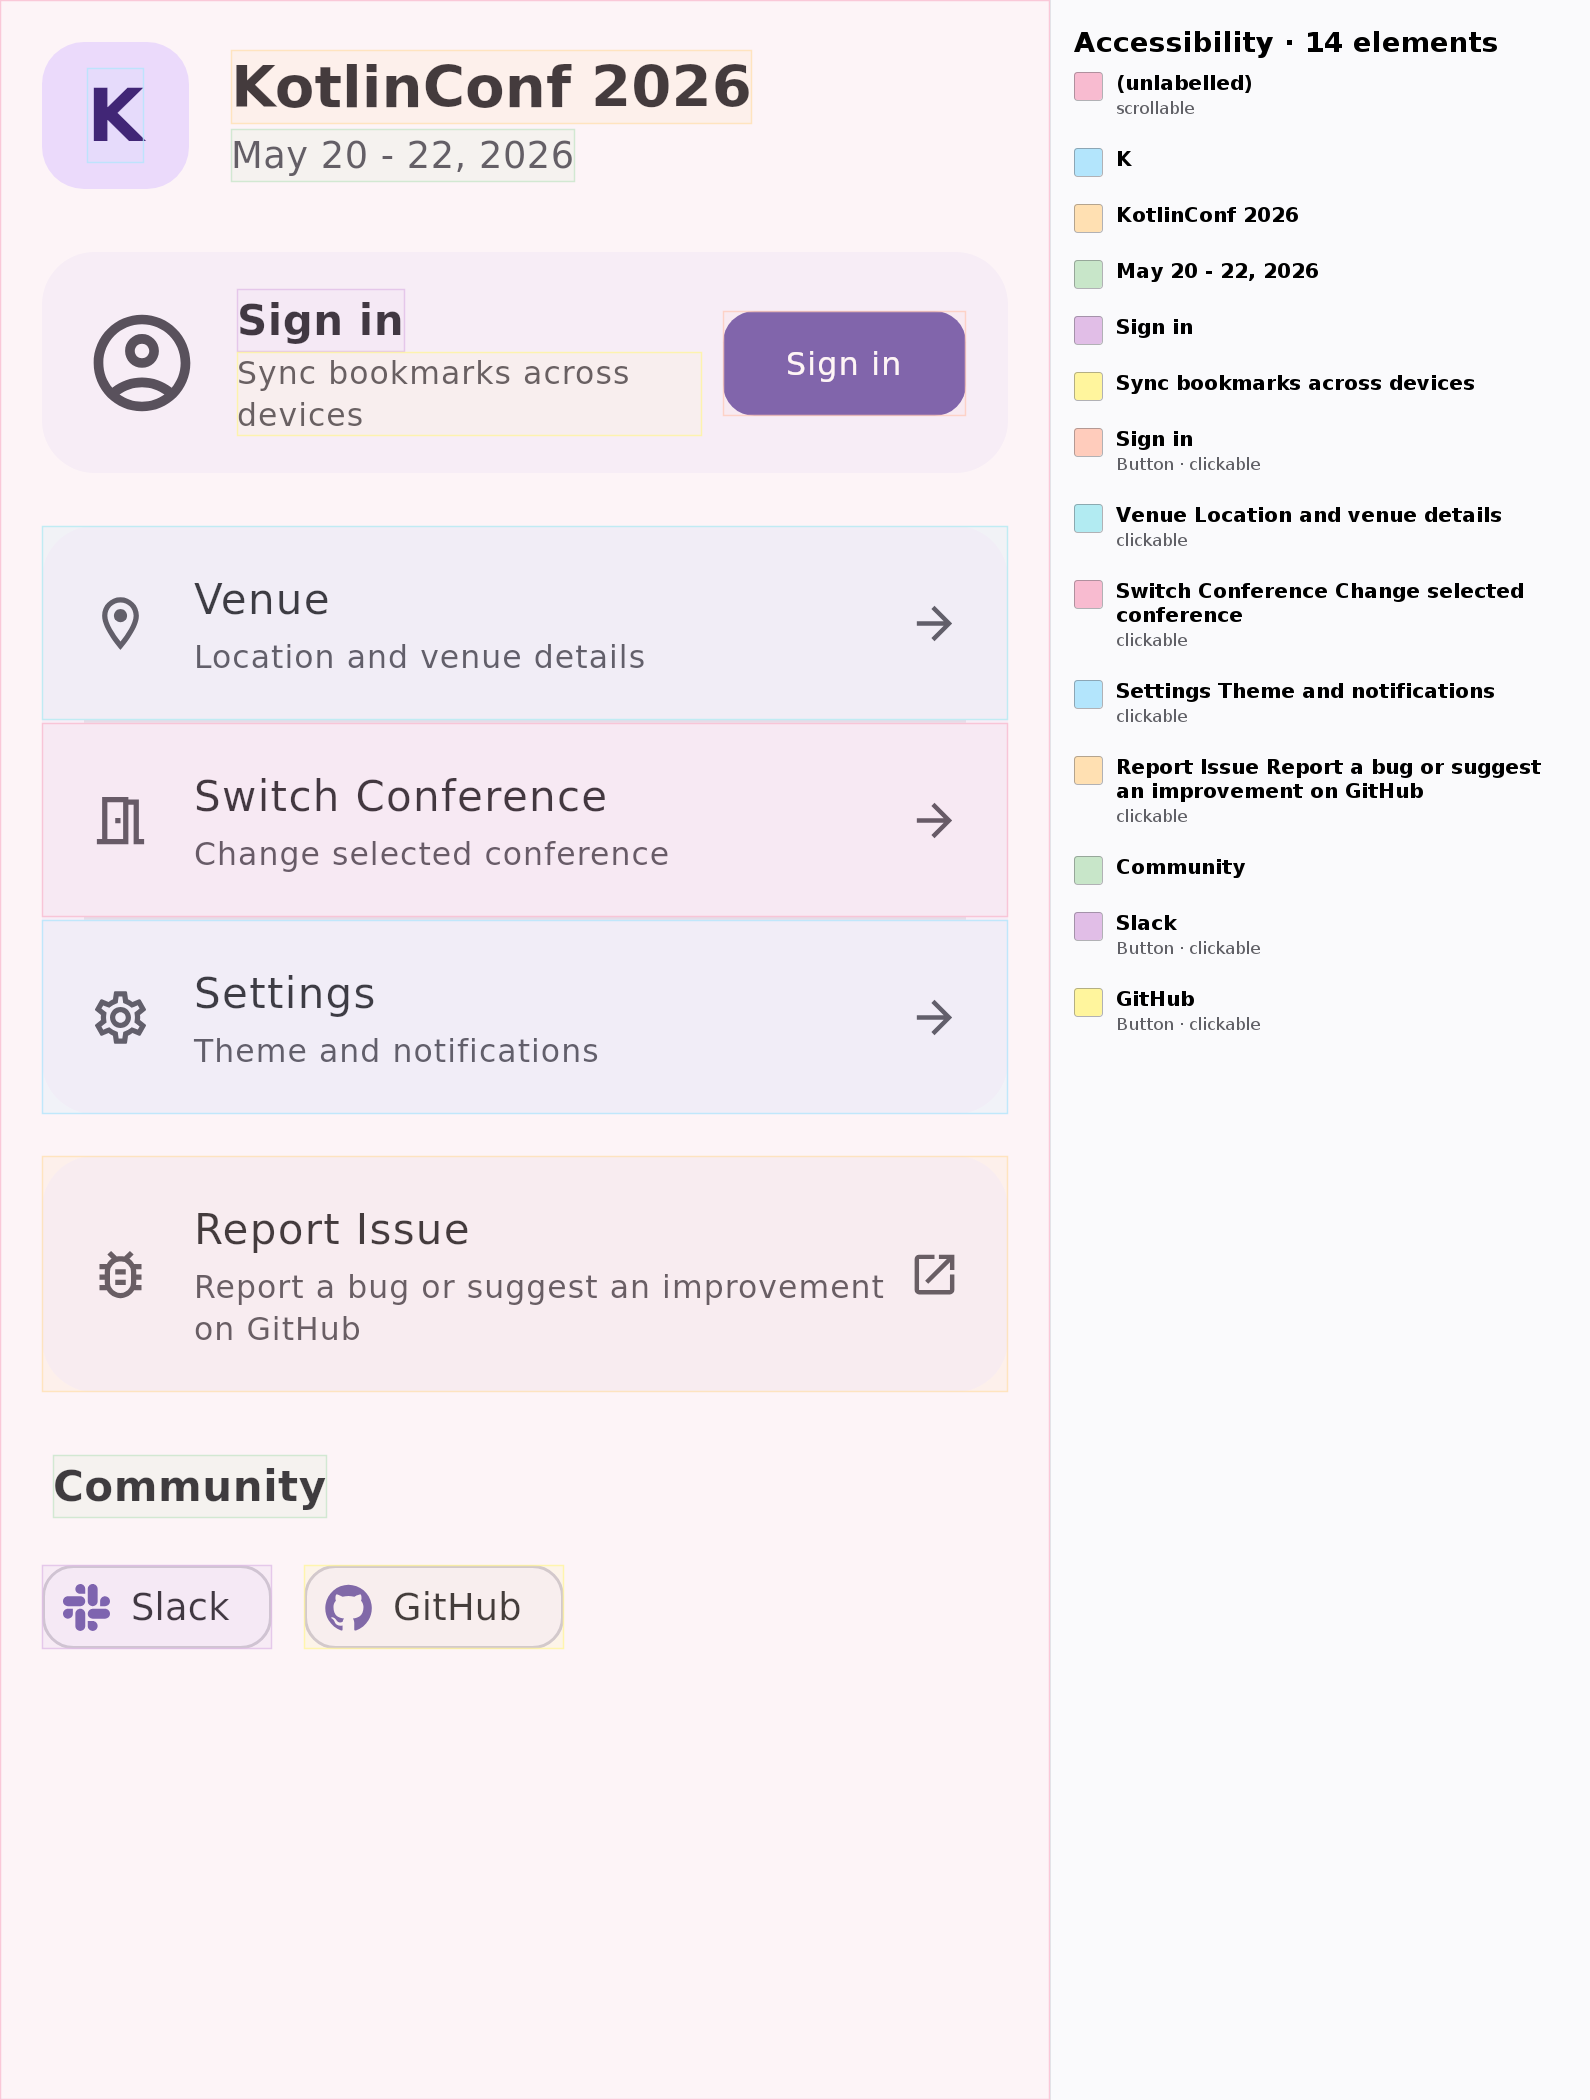 K
KotlinConf 2026
May 20 - 22, 2026
Sign in
Sync bookmarks across
devices
Sign in
Venue
Location and venue details
Switch Conference
Change selected conference
Settings
Theme and notifications
Report Issue
Report a bug or suggest an improvement
on GitHub
Community
Slack
GitHub
Accessibility · 14 elements
(unlabelled)
scrollable
K
KotlinConf 2026
May 20 - 22, 2026
Sign in
Sync bookmarks across devices
Sign in
Button · clickable
Venue Location and venue details
clickable
Switch Conference Change selected
conference
clickable
Settings Theme and notifications
clickable
Report Issue Report a bug or suggest
an improvement on GitHub
clickable
Community
Slack
Button · clickable
GitHub
Button · clickable